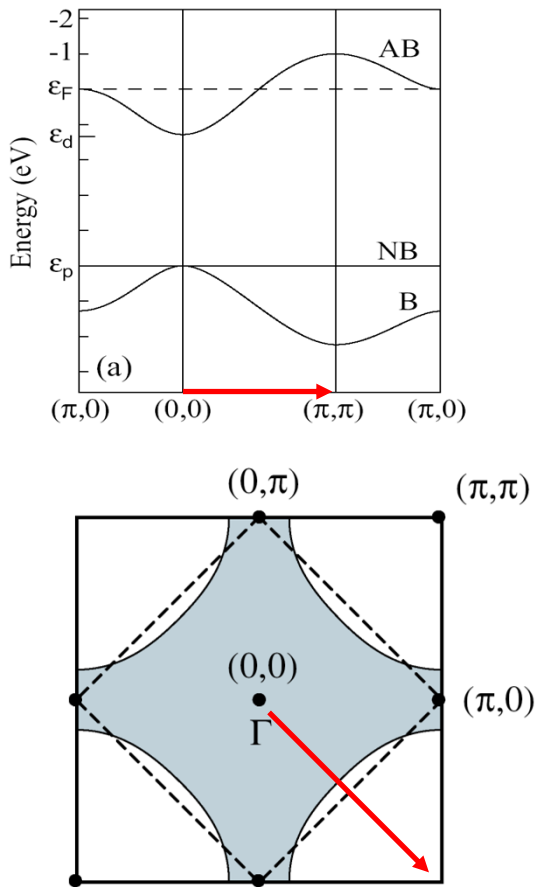 -2
-1
AB
εF
εd
Energy (eV)
εp
NB
B
(a)
(π,0) (0,0) (π,π) (π,0)
(0,π) (π,π)
(0,0)
(π,0)
Γ